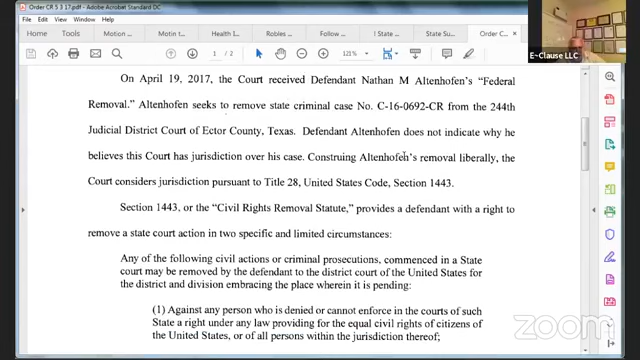 Order CR 5 3 17.pdf - Adobe Acrobat Standard DC
File Edit View Window Help
Motion
Motin t
Health L
Robles
I State
State Su
Order C
E-Clause LLC
1 / 2
121%
On April 19, 2017, the Court received Defendant Nathan M Altenhofen's “Federal
Removal.” Altenhofen seeks to remove state criminal case No. C-16-0692-CR from the 244th
Judicial District Court of Ector County, Texas. Defendant Altenhofen does not indicate why he
believes this Court has jurisdiction over his case. Construing Altenhofen's removal liberally, the
Court considers jurisdiction pursuant to Title 28, United States Code, Section 1443.
Section 1443, or the “Civil Rights Removal Statute,” provides a defendant with a right to
remove a state court action in two specific and limited circumstances:
Any of the following civil actions or criminal prosecutions, commenced in a State
court may be removed by the defendant to the district court of the United States for
the district and division embracing the place wherein it is pending:
(1) Against any person who is denied or cannot enforce in the courts of such
State a right under any law providing for the equal civil rights of citizens of
the United States, or of all persons within the jurisdiction thereof;
zoom